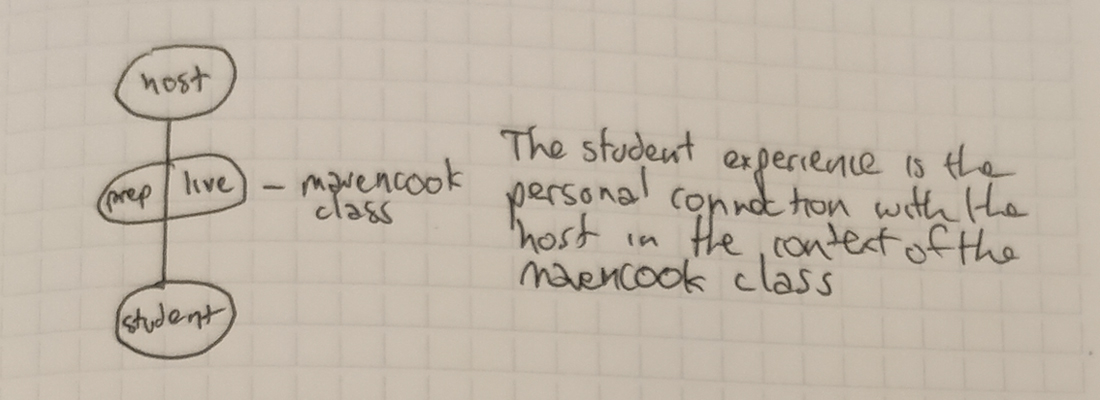 host
prep live - mavencook
class
student
The student experience is the
personal connection with the
host in the context of the
mavencook class